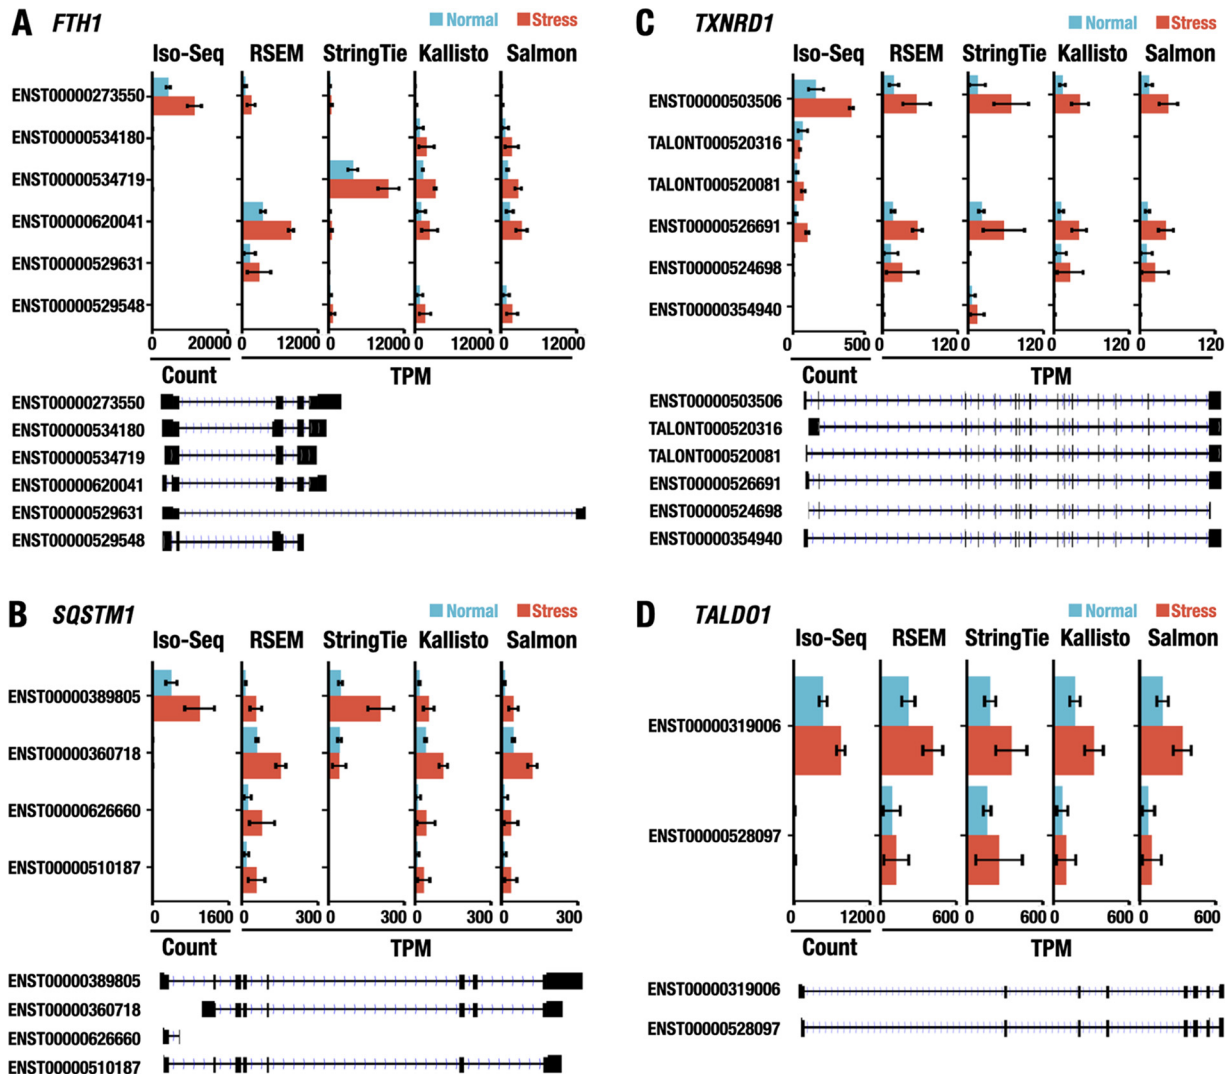 A FTH1 Normal Stress
Iso-Seq RSEM StringTie Kallisto Salmon
ENST00000273550
ENST00000534180
ENST00000534719
ENST00000620041
ENST00000529631
ENST00000529548
0 20000 0 12000 0 12000 0 12000 0 12000
Count TPM
ENST00000273550
ENST00000534180
ENST00000534719
ENST00000620041
ENST00000529631
ENST00000529548
C TXNRD1 Normal Stress
Iso-Seq RSEM StringTie Kallisto Salmon
ENST00000503506
TALONT000520316
TALONT000520081
ENST00000526691
ENST00000524698
ENST00000354940
0 500 0 120 0 120 0 120 0 120
Count TPM
ENST00000503506
TALONT000520316
TALONT000520081
ENST00000526691
ENST00000524698
ENST00000354940
B SQSTM1 Normal Stress
Iso-Seq RSEM StringTie Kallisto Salmon
ENST00000389805
ENST00000360718
ENST00000626660
ENST00000510187
0 1600 0 300 0 300 0 300 0 300
Count TPM
ENST00000389805
ENST00000360718
ENST00000626660
ENST00000510187
D TALDO1 Normal Stress
Iso-Seq RSEM StringTie Kallisto Salmon
ENST00000319006
ENST00000528097
0 1200 0 600 0 600 0 600 0 600
Count TPM
ENST00000319006
ENST00000528097